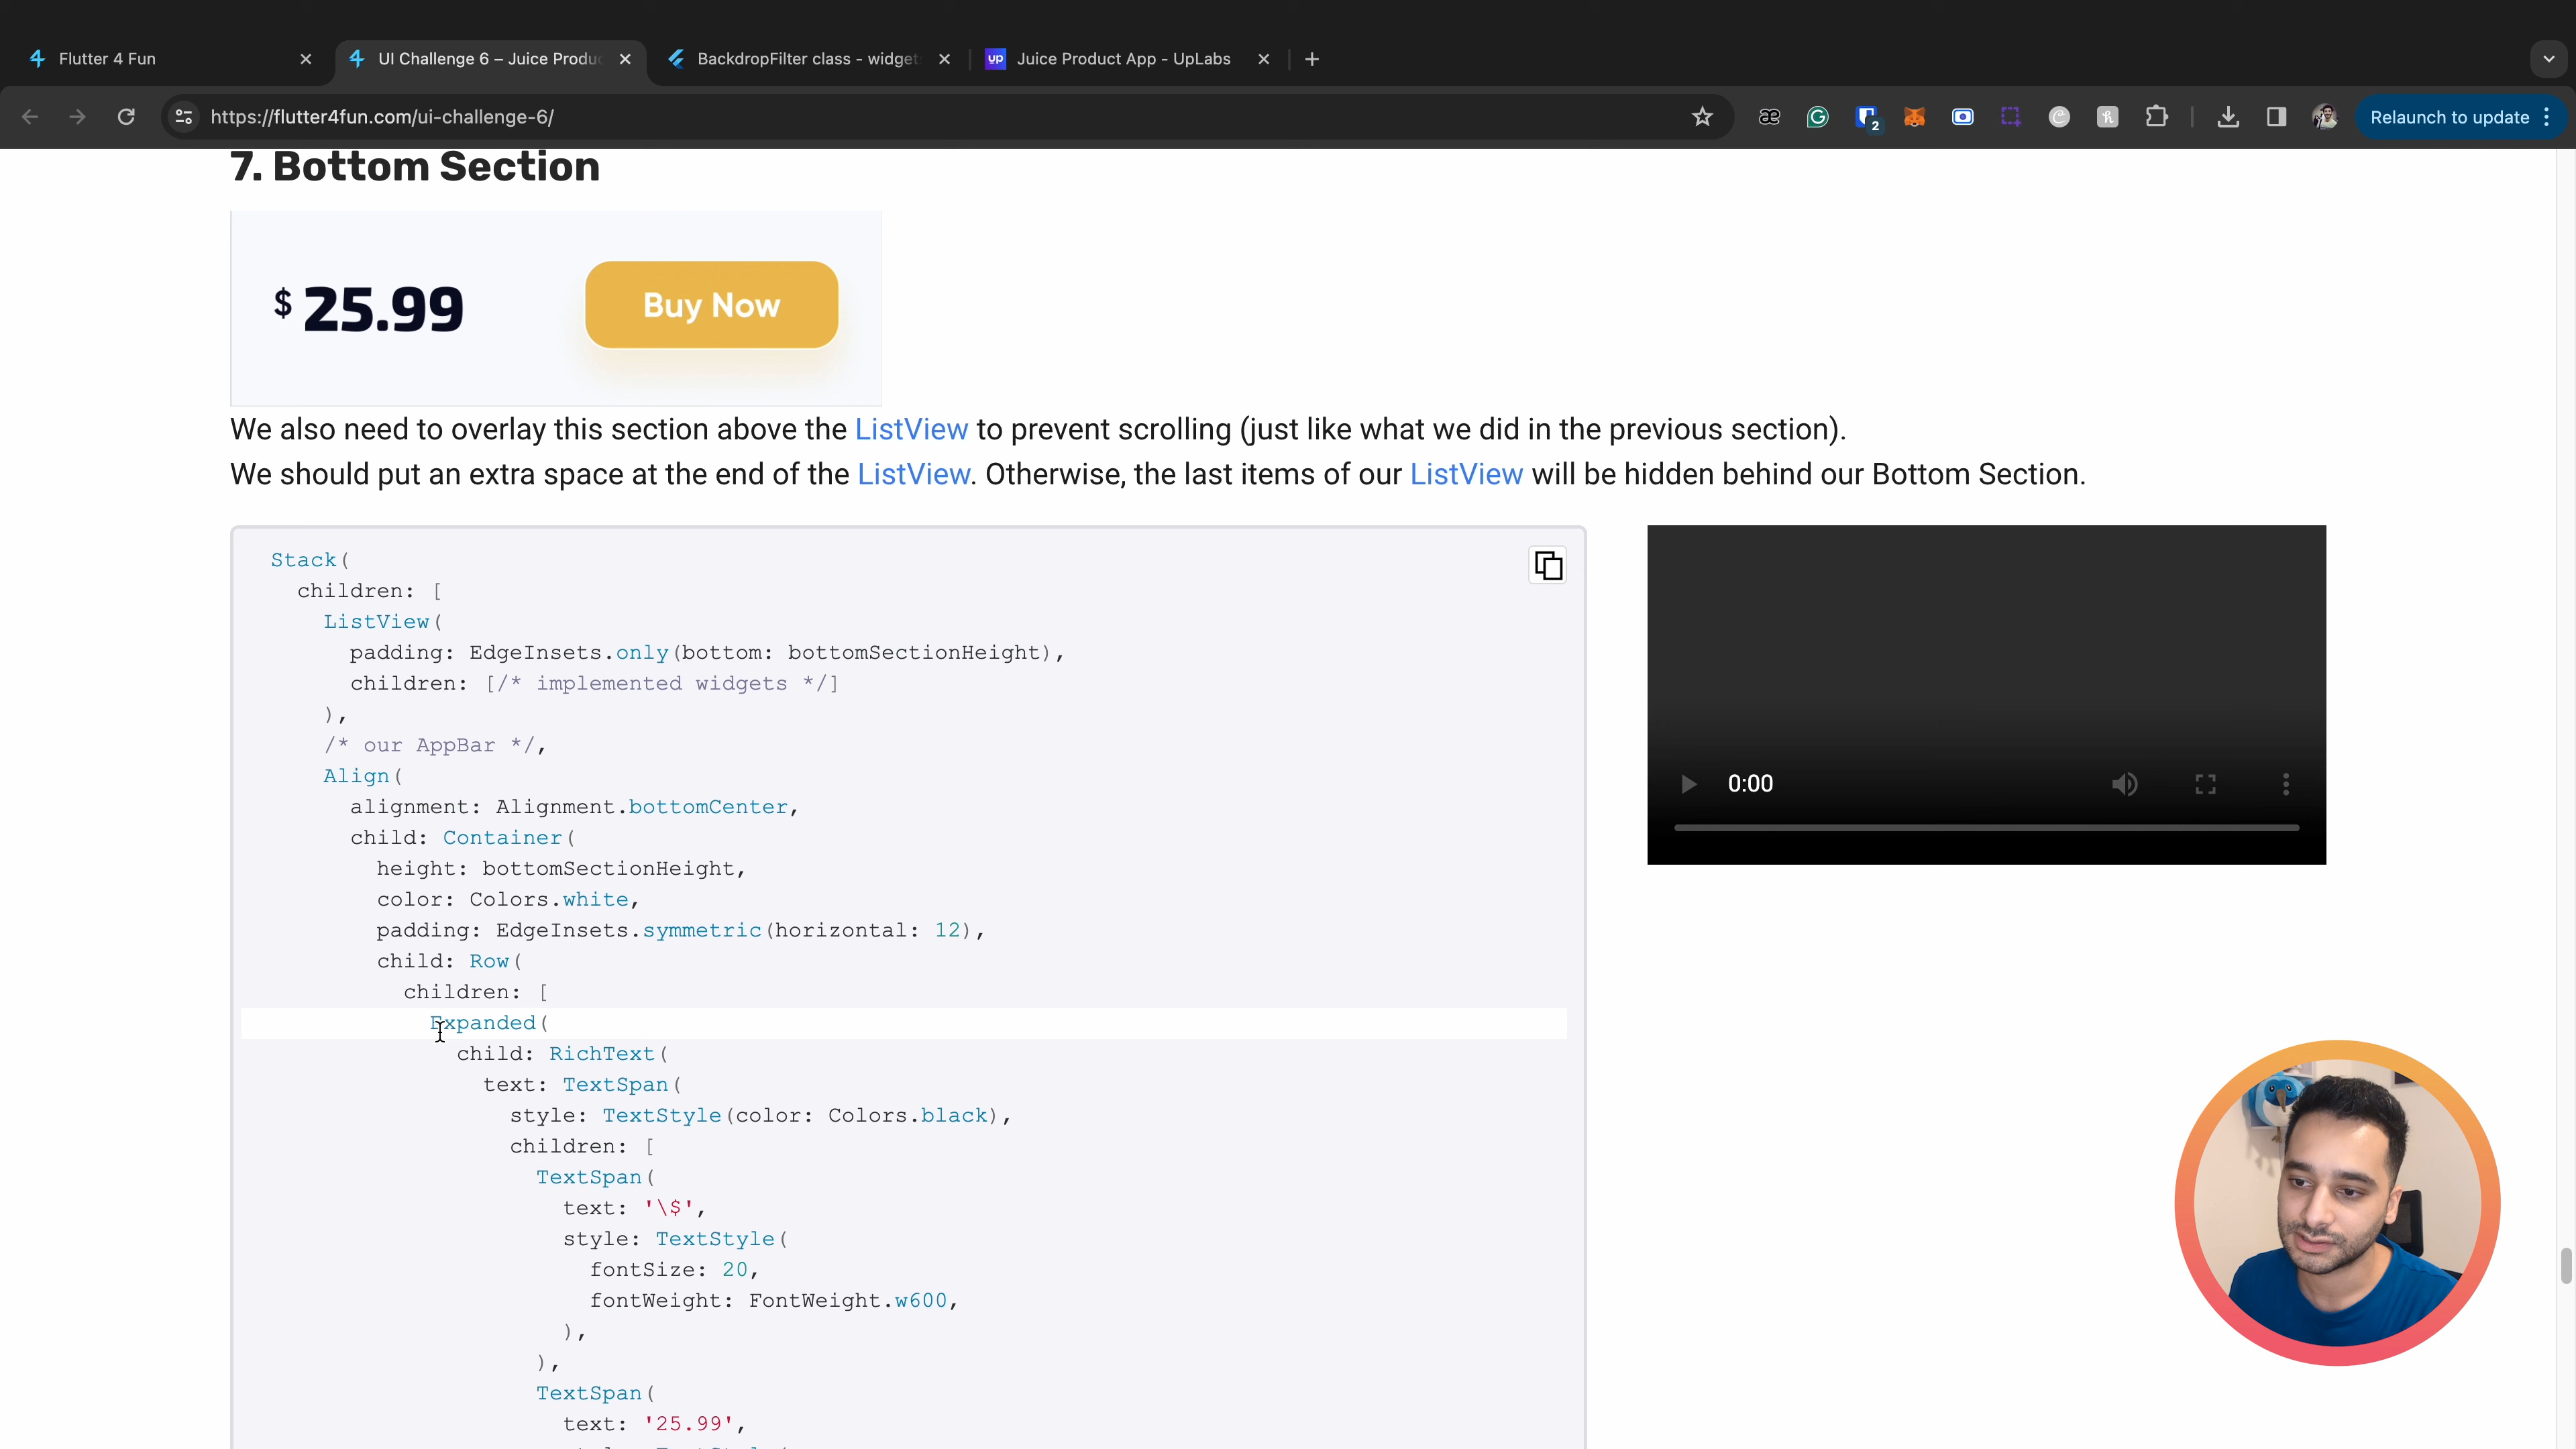 Flutter 4 Fun
UI Challenge 6 – Juice Produc
BackdropFilter class - widget
up Juice Product App - UpLabs
https://flutter4fun.com/ui-challenge-6/
2
Relaunch to update
7. Bottom Section
$ 25.99
Buy Now
We also need to overlay this section above the ListView to prevent scrolling (just like what we did in the previous section).
We should put an extra space at the end of the ListView. Otherwise, the last items of our ListView will be hidden behind our Bottom Section.
Stack(
children: [
ListView(
padding: EdgeInsets.only(bottom: bottomSectionHeight),
children: [/* implemented widgets */]
),
/* our AppBar */,
Align(
alignment: Alignment.bottomCenter,
child: Container(
height: bottomSectionHeight,
color: Colors.white,
padding: EdgeInsets.symmetric(horizontal: 12),
child: Row(
children: [
Expanded(
child: RichText(
text: TextSpan(
style: TextStyle(color: Colors.black),
children: [
TextSpan(
text: '\$',
style: TextStyle(
fontSize: 20,
fontWeight: FontWeight.w600,
),
),
TextSpan(
text: '25.99',
0:00